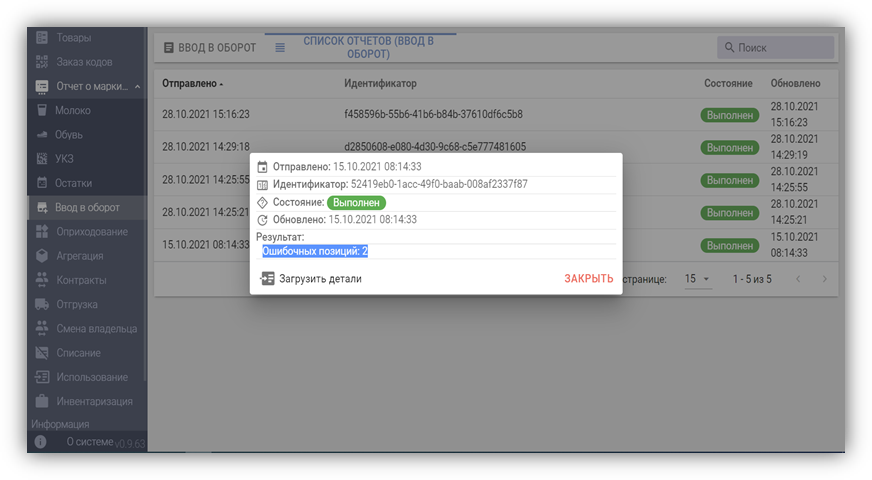 Товары
Заказ кодов
Отчет о марки...
Молоко
Обувь
УКЗ
Остатки
Ввод в оборот
Оприходование
Агрегация
Контракты
Отгрузка
Смена владельца
Списание
Использование
Инвентаризация
Информация
О системе v0.9.63
ВВОД В ОБОРОТ
СПИСОК ОТЧЕТОВ (ВВОД В
ОБОРОТ)
Поиск
Отправлено Идентификатор Состояние Обновлено
28.10.2021 15:16:23 f458596b-55b6-41b6-b84b-37610df6c5b8 Выполнен 28.10.2021
15:16:23
28.10.2021 14:29:18 d2850608-e080-4d30-9c68-c5e777481605 Выполнен 28.10.2021
14:29:19
28.10.2021 14:25:55 Выполнен 28.10.2021
14:25:55
28.10.2021 14:25:21 Выполнен 28.10.2021
14:25:21
15.10.2021 08:14:33 Выполнен 15.10.2021
08:14:33
странице: 15 1 - 5 из 5
Отправлено: 15.10.2021 08:14:33
Идентификатор: 52419eb0-1acc-49f0-baab-008af2337f87
Состояние: Выполнен
Обновлено: 15.10.2021 08:14:33
Результат:
Ошибочных позиций: 2
Загрузить детали ЗАКРЫТЬ